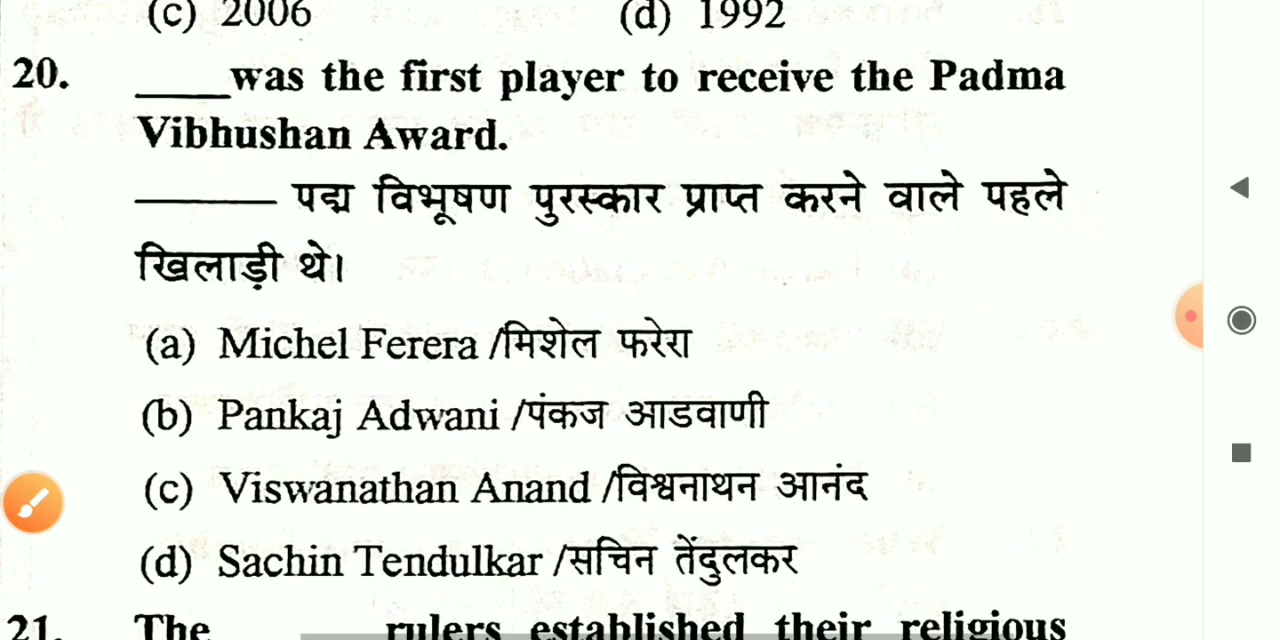 (c) 2006 (d) 1992
20. ____was the first player to receive the Padma
Vibhushan Award.
______ पद्म विभूषण पुरस्कार प्राप्त करने वाले पहले
खिलाड़ी थे।
(a) Michel Ferera /मिशेल फरेरा
(b) Pankaj Adwani /पंकज आडवाणी
(c) Viswanathan Anand /विश्वनाथन आनंद
(d) Sachin Tendulkar /सचिन तेंदुलकर
21. The ____ rulers established their religious